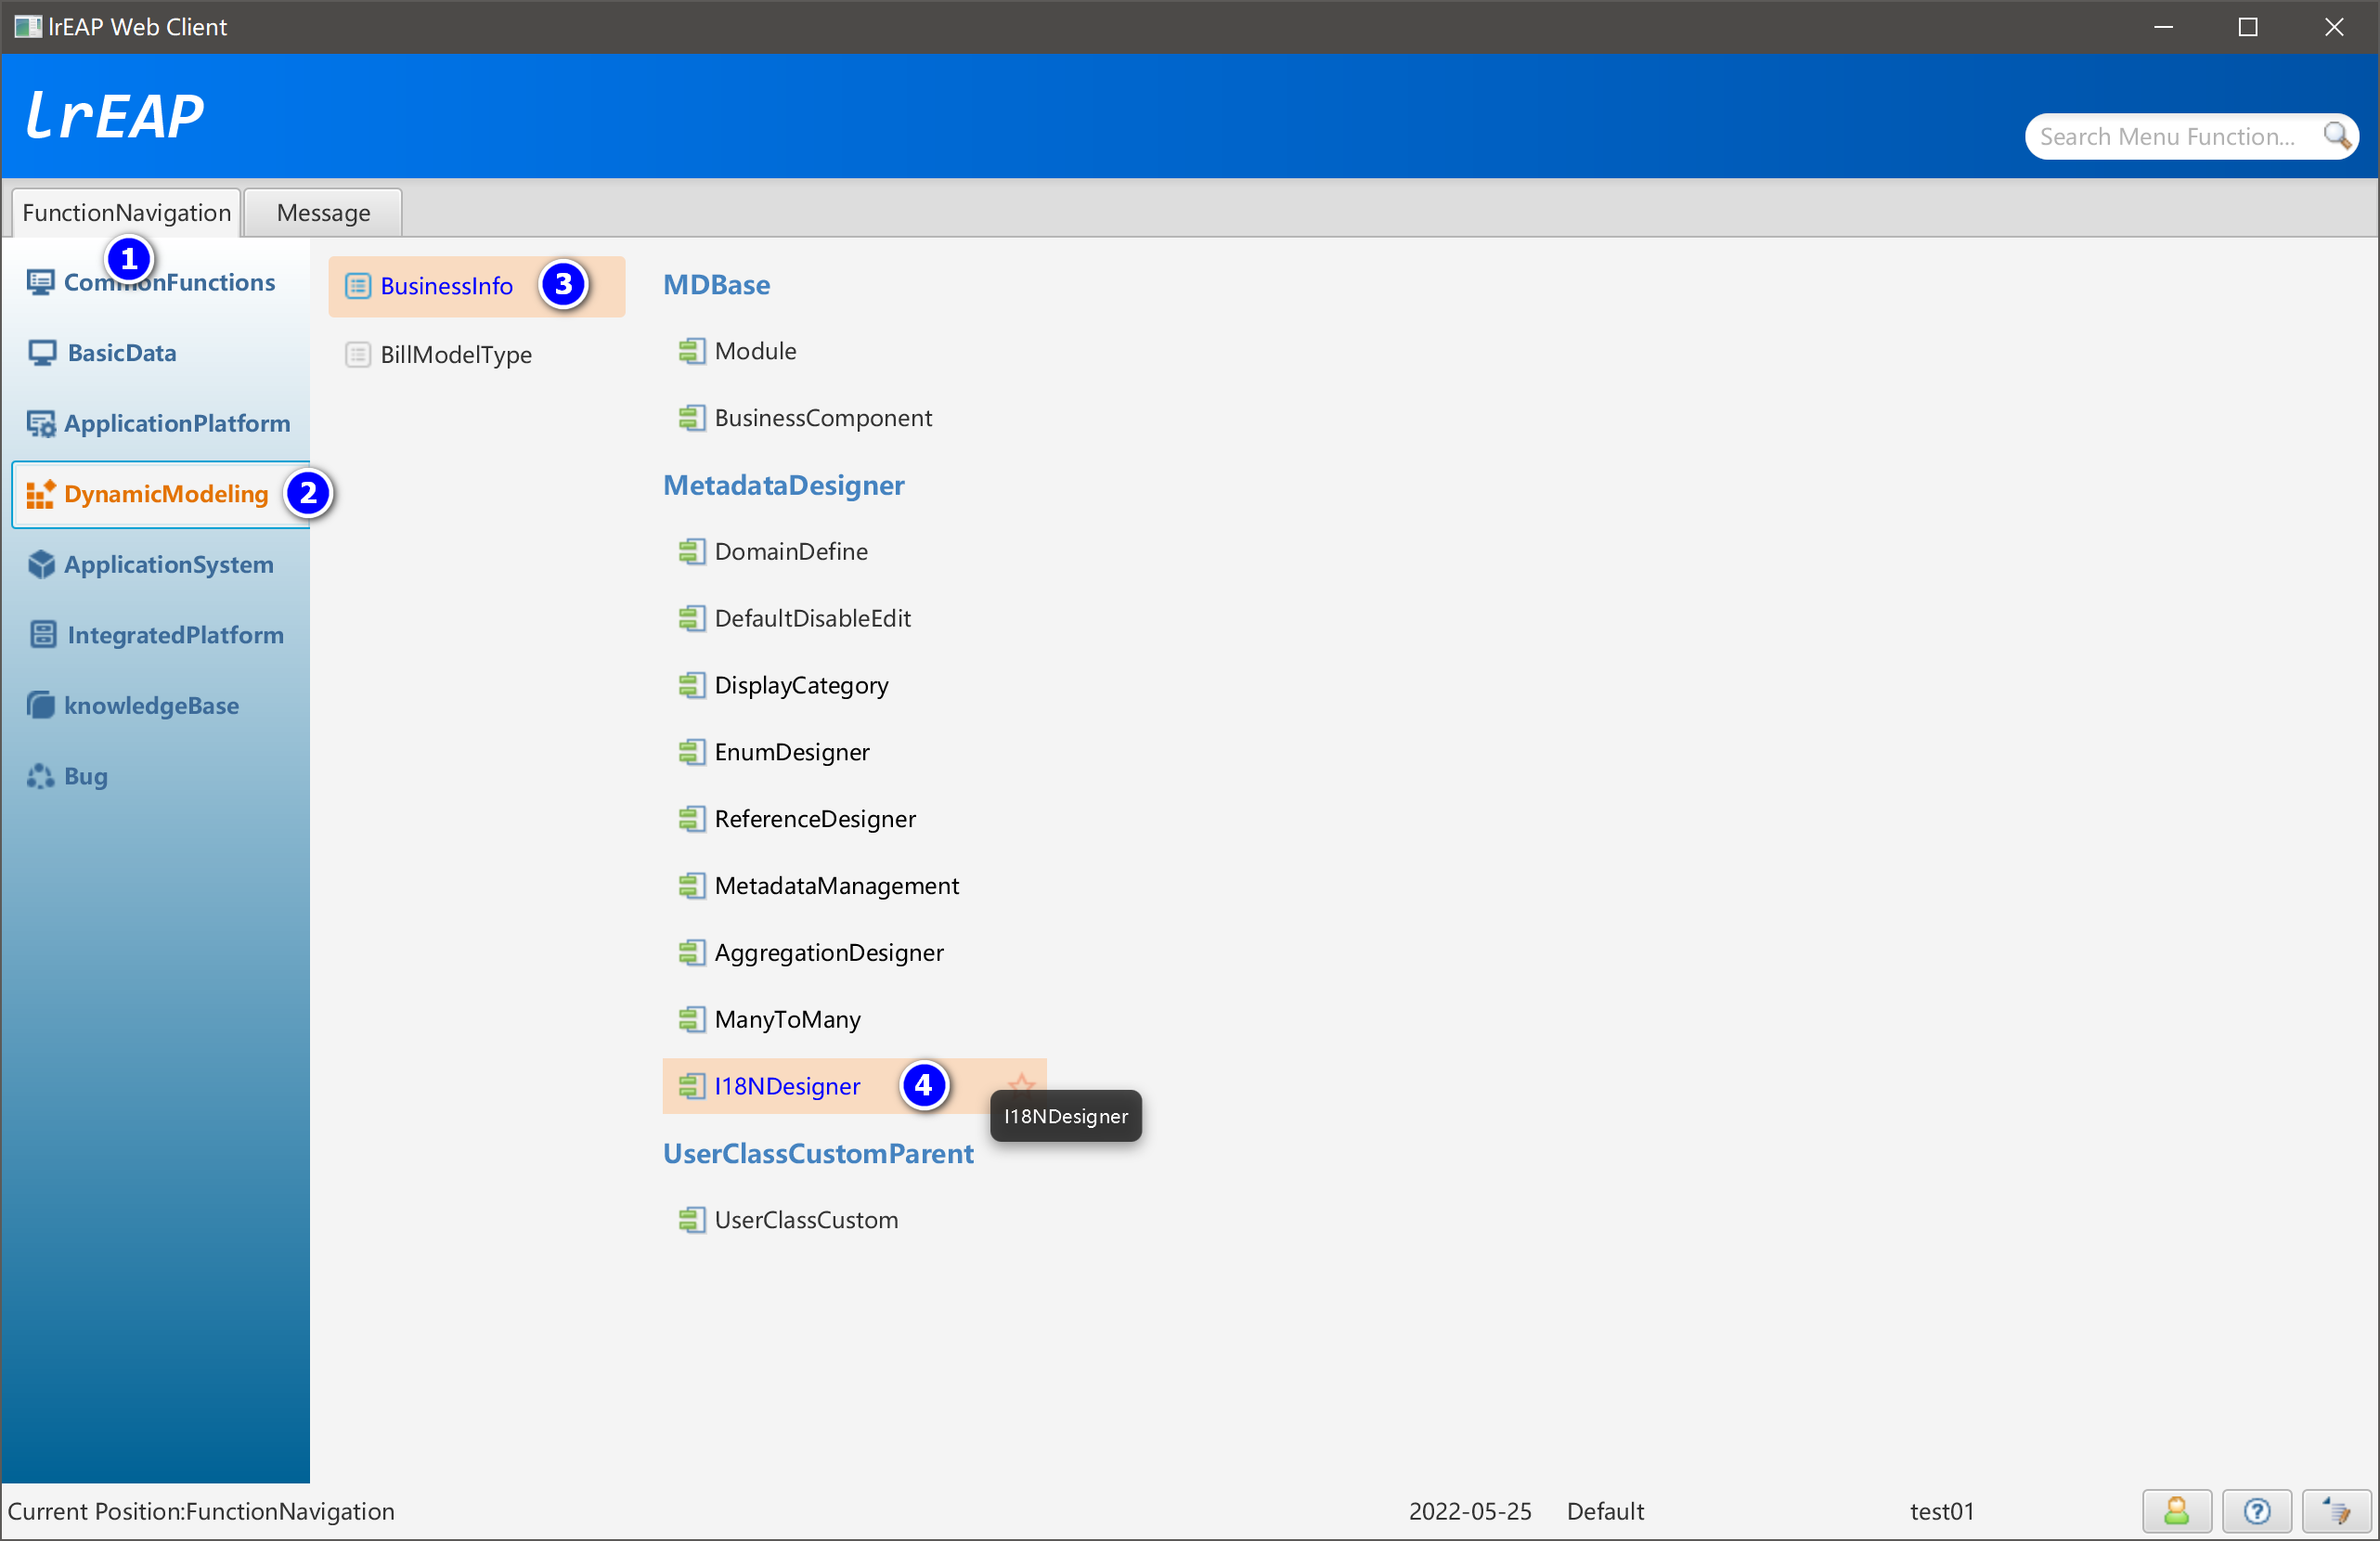 lrEAP Web Client
lrEAP
Search Menu Function...
FunctionNavigation
Message
1
CommonFunctions
BasicData
ApplicationPlatform
DynamicModeling
2
ApplicationSystem
IntegratedPlatform
knowledgeBase
Bug
BusinessInfo
3
BillModelType
MDBase
Module
BusinessComponent
MetadataDesigner
DomainDefine
DefaultDisableEdit
DisplayCategory
EnumDesigner
ReferenceDesigner
MetadataManagement
AggregationDesigner
ManyToMany
I18NDesigner
4
I18NDesigner
UserClassCustomParent
UserClassCustom
Current Position:FunctionNavigation
2022-05-25
Default
test01